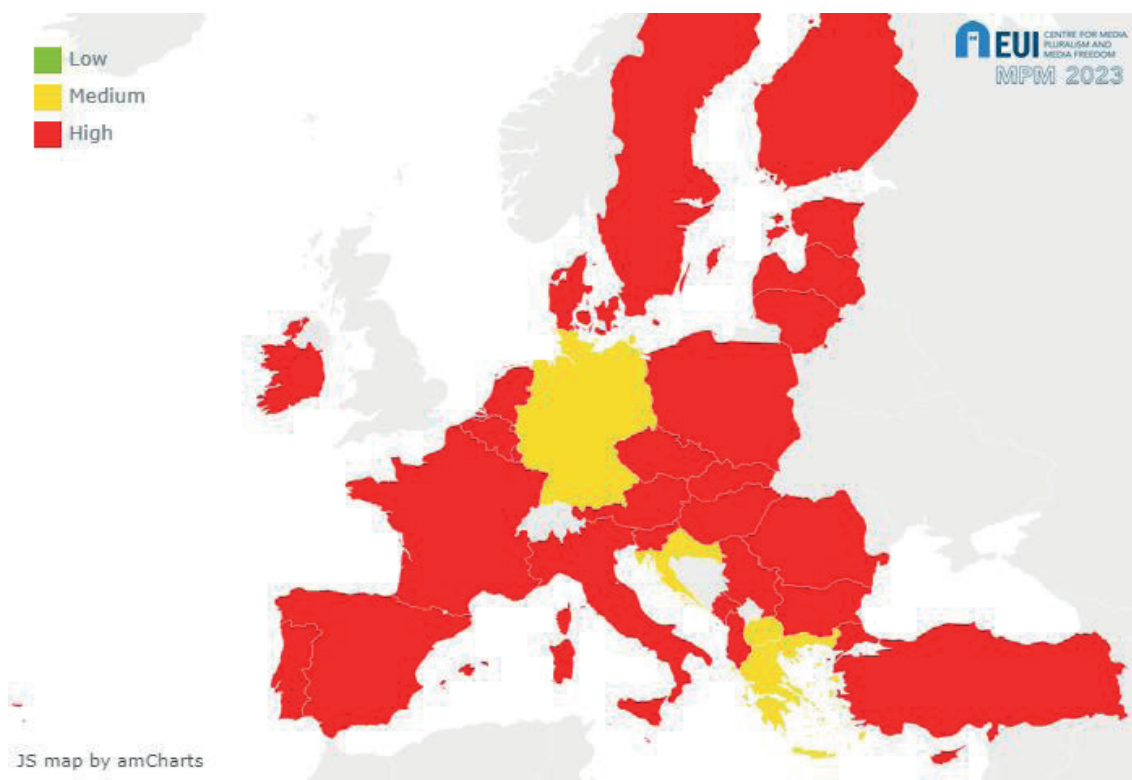 Low
Medium
High
EUI
CENTRE FOR MEDIA
PLURALISM AND
MEDIA FREEDOM
MPM 2023
JS map by amCharts